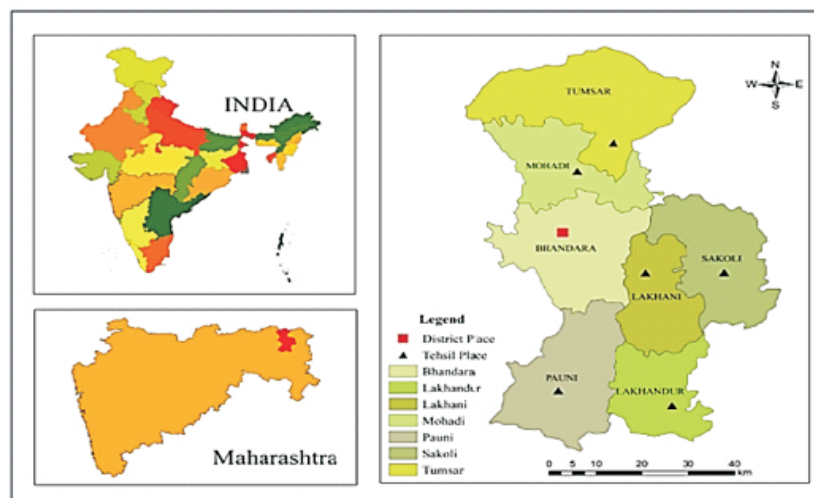 INDIA
Maharashtra
N
W E
S
TUMSAR
MOHADI
BHANDARA
SAKOLI
LAKHANI
PAUNI
LAKHANDUR
Legend
District Place
Tehsil Place
Bhandara
Lakhandur
Lakhani
Mohadi
Pauni
Sakoli
Tumsar
0 5 10 20 30 40
km